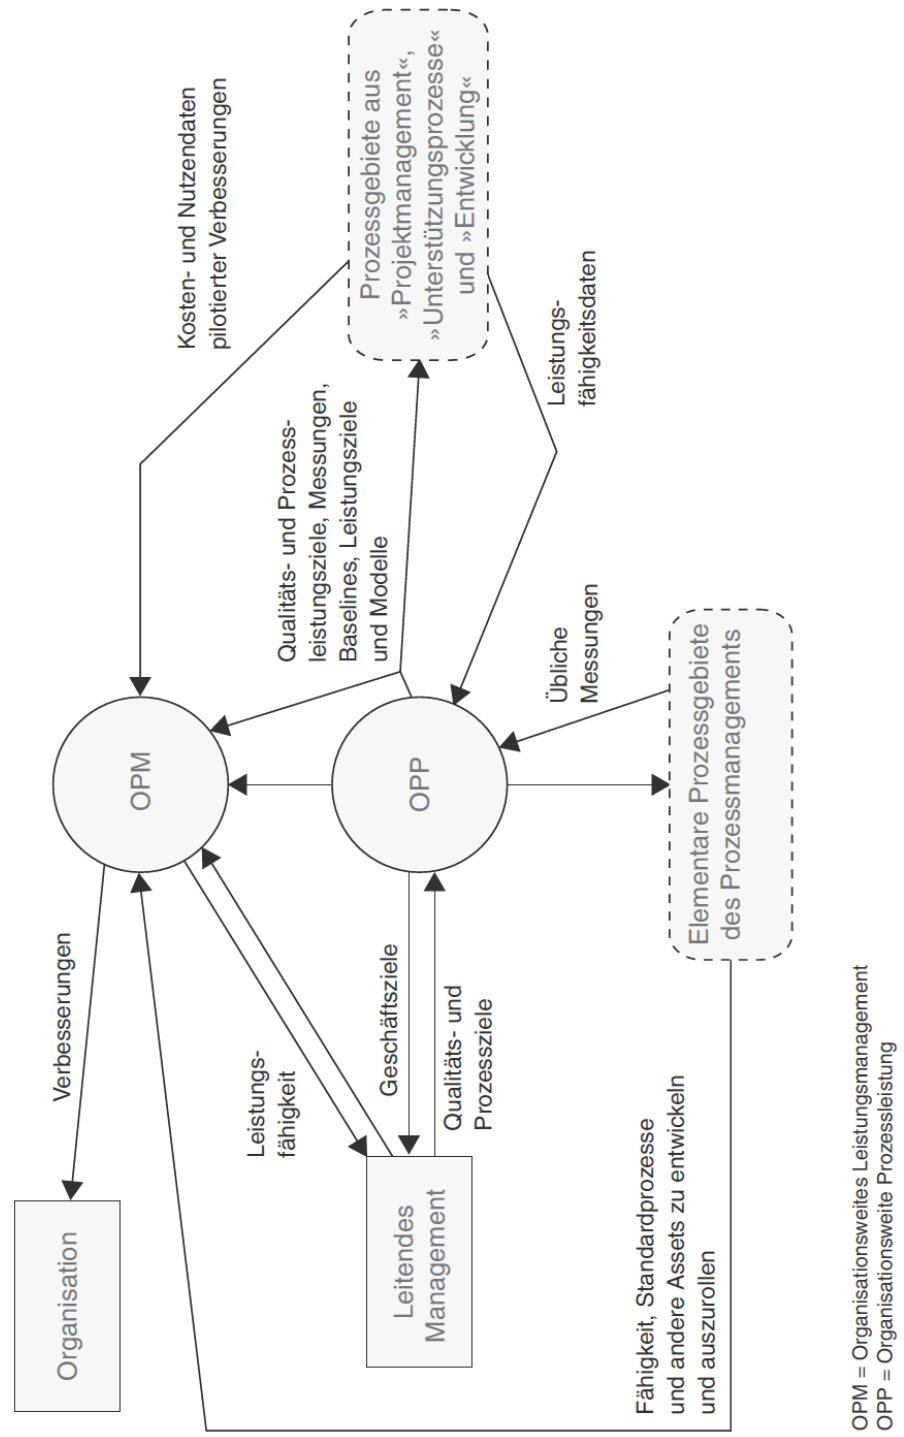 Organisation
Verbesserungen
OPM
Kosten- und Nutzendaten
pilotierter Verbesserungen
Leistungs-
fähigkeit
Qualitäts- und Prozess-
leistungsziele, Messungen,
Baselines, Leistungsziele
und Modelle
Leitendes
Management
Geschäftsziele
Qualitäts- und
Prozessziele
OPP
Prozessgebiete aus
»Projektmanagement«,
»Unterstützungsprozesse«
und »Entwicklung«
Leistungs-
fähigkeitsdaten
Übliche
Messungen
Fähigkeit, Standardprozesse
und andere Assets zu entwickeln
und auszurollen
Elementare Prozessgebiete
des Prozessmanagements
OPM = Organisationsweites Leistungsmanagement
OPP = Organisationsweite Prozessleistung